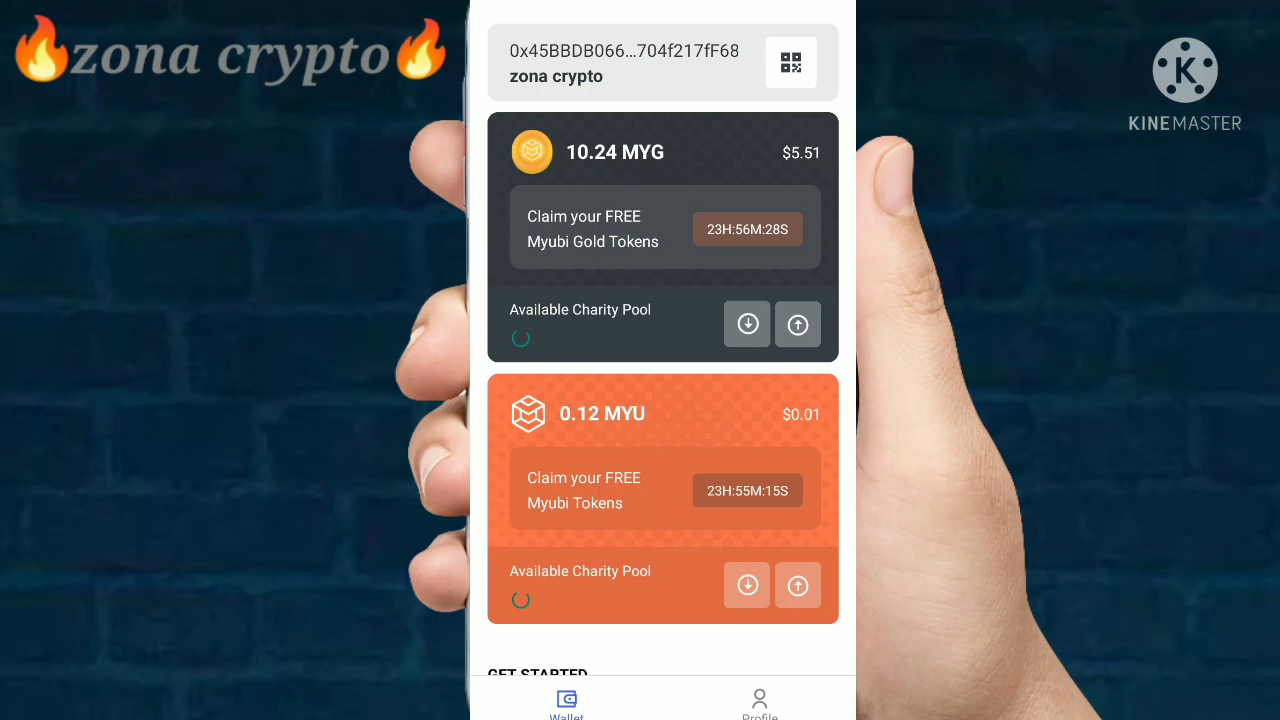 🔥zona crypto🔥
KINEMASTER
0x45BBDB066...704f217fF68
zona crypto
10.24 MYG
$5.51
Claim your FREE
Myubi Gold Tokens
23H:56M:28S
Available Charity Pool
0.12 MYU
$0.01
Claim your FREE
Myubi Tokens
23H:55M:15S
Available Charity Pool
GET STARTED
Wallet
Profile